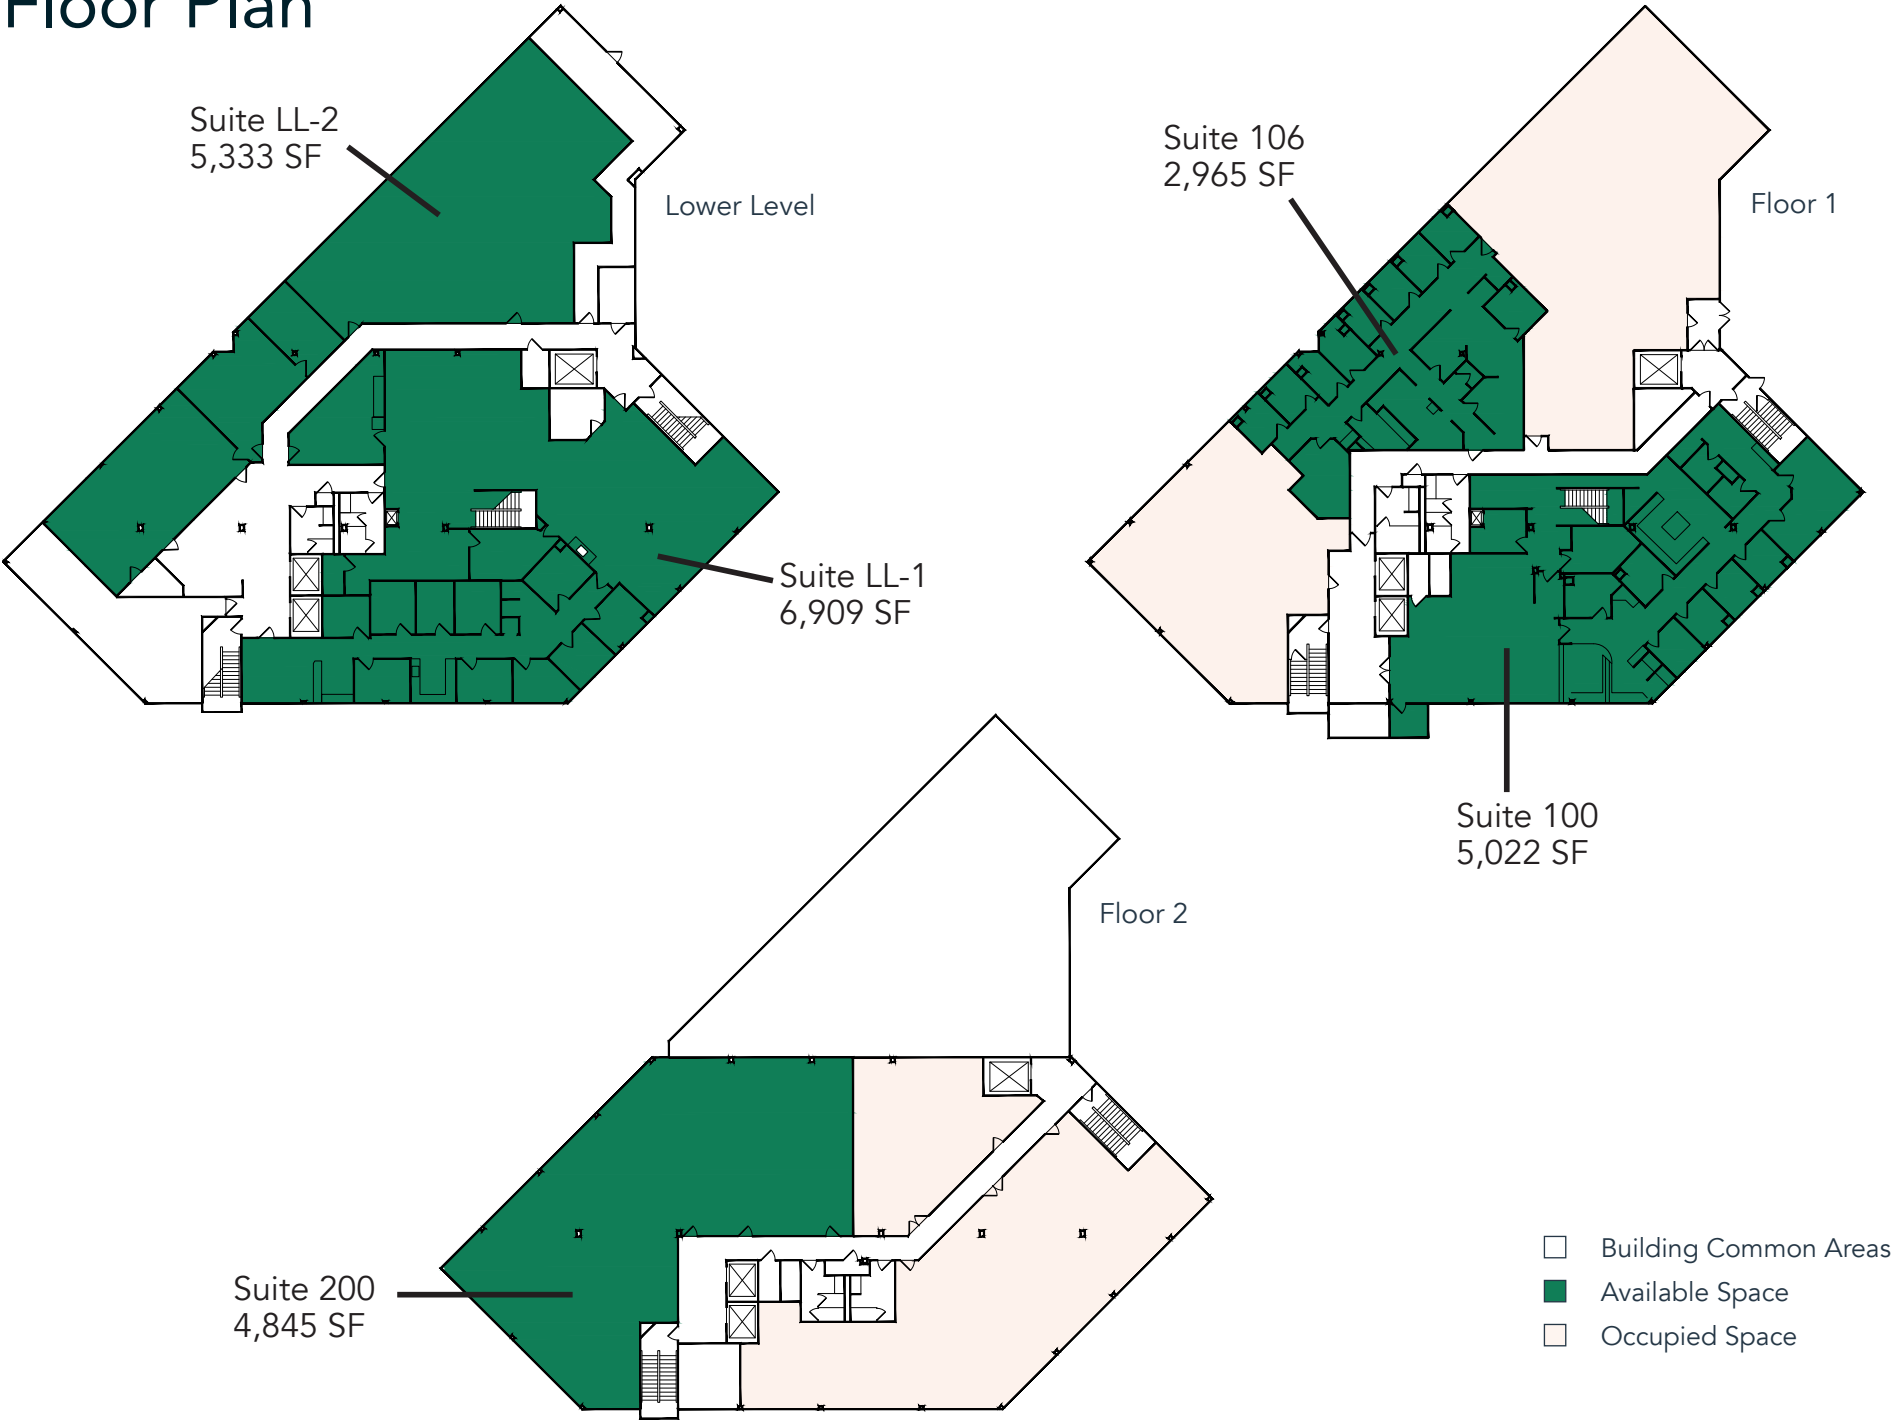 Floor Plan
Suite LL-2
5,333 SF
Lower Level
Suite 106
2,965 SF
Floor 1
Suite LL-1
6,909 SF
Suite 100
5,022 SF
Floor 2
Suite 200
4,845 SF
Building Common Areas
Available Space
Occupied Space